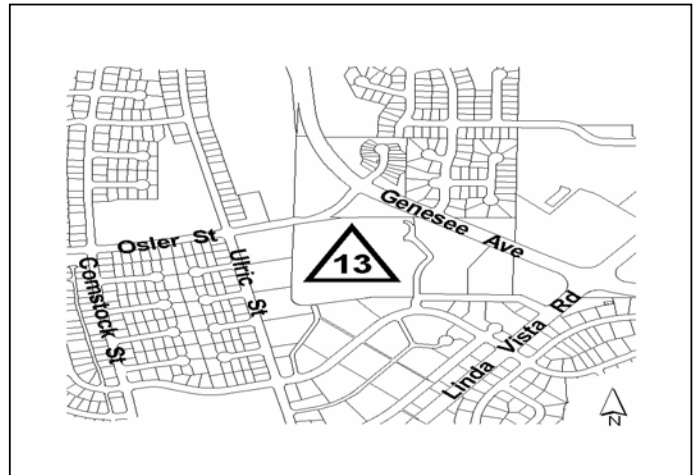 Genesee Ave
Osler St
Ulric St
13
Comstock St
Linda Vista Rd
N